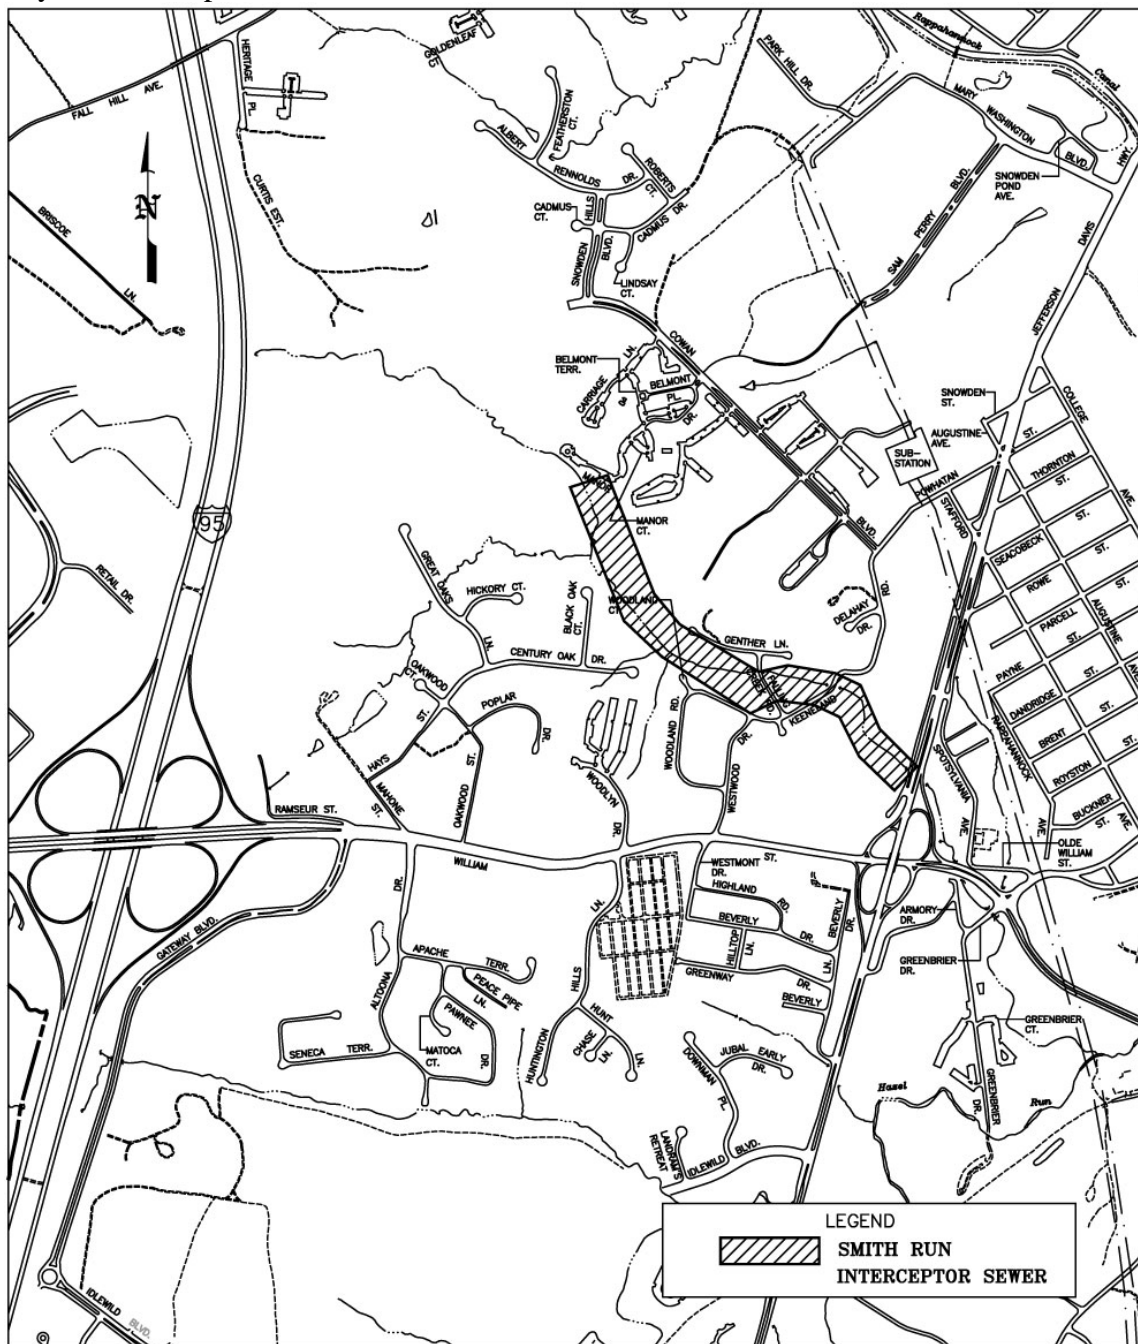 GOLDENLEAF
CT.
Rappahannock
Canal
HERITAGE
PL.
FALL HILL AVE.
PARK HILL DR.
MARY
WASHINGTON
BLVD.
HWY.
ALBERT
FEATHERSTON
CT.
RENNOLDS
DR.
ROBERTS
CT.
SNOWDEN
POND
AVE.
CURTIS EST.
CADMUS
CT.
HILLS
CADMUS DR.
SNOWDEN
BLVD.
LINDSAY
CT.
SAM
PERRY
BLVD.
DAVIS
JEFFERSON
N
BRISCOE
LN.
COWAN
BELMONT
TERR.
CARRIAGE
LN.
BELMONT
PL.
DR.
SNOWDEN
ST.
COLLEGE
AUGUSTINE
AVE.
ST.
SUB-
STATION
THORNTON
ST.
AVE.
POWHATAN
STAFFORD
MANOR
MANOR
CT.
BLVD.
95
RETAIL DR.
SEACOBECK
ST.
ROWE
ST.
GREAT OAKS
LN.
HICKORY CT.
BLACK OAK
CT.
WOODLAND
CT.
DELAHAY
DR.
RD.
PARCELL
ST.
AUGUSTINE
AVE.
GENTHER LN.
CENTURY OAK
DR.
PAYNE
ST.
OAKWOOD
CT.
ST.
POPLAR
DR.
FALL
KEENELAND
DANDRIDGE
ST.
BRENT
ST.
RAPPAHANNOCK
AVE.
ROYSTON
BUCKNER
ST.
AVE.
HAYS
WOODLAND RD.
DR.
WESTWOOD
SPOTSYLVANIA
AVE.
MAHONE
ST.
OAKWOOD
ST.
WOODLYN
DR.
RAMSEUR ST.
WILLIAM
ST.
OLDE
WILLIAM
ST.
WESTMONT
DR.
HIGHLAND
RD.
BEVERLY
DR.
BEVERLY
DR.
HILLTOP
LN.
GREENWAY
DR.
LN.
BEVERLY
ARMORY
DR.
GREENBRIER
DR.
GATEWAY BLVD.
DR.
ALTOONA
APACHE
TERR.
PEACE PIPE
LN.
PAWNEE
DR.
MATOCA
CT.
SENECA
TERR.
LN.
HILLS
HUNTINGTON
HUNT
LN.
CHASE
LN.
DOWNMAN
PL.
JUBAL EARLY
DR.
GREENBRIER
CT.
GREENBRIER
DR.
Hazel
Run
LANDRAM'S
RETREAT
IDLEWILD
BLVD.
IDLEWILD
BLVD.
LEGEND
SMITH RUN
INTERCEPTOR SEWER